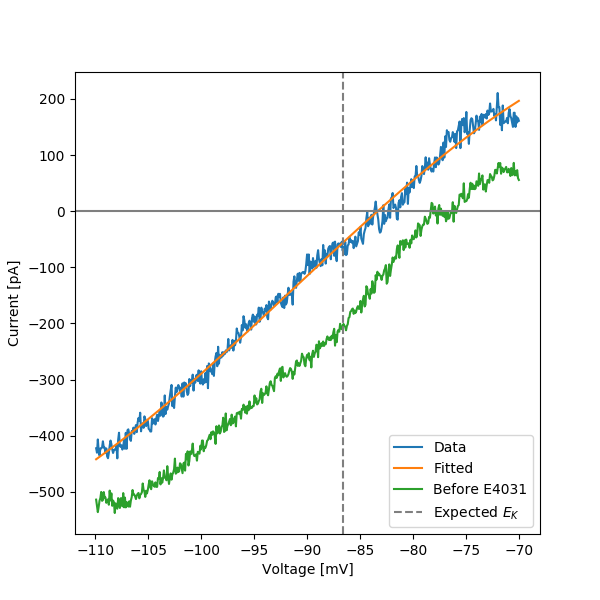 200
100
0
−100
−200
−300
−400
−500
Current [pA]
Data
Fitted
Before E4031
Expected E_K
−110 −105 −100 −95 −90 −85 −80 −75 −70
Voltage [mV]